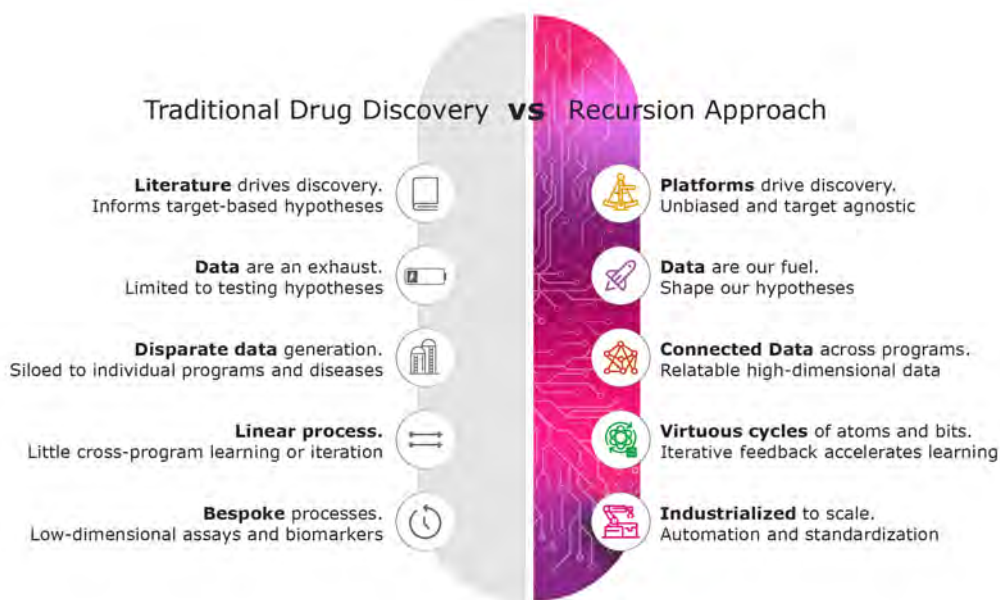 Traditional Drug Discovery vs Recursion Approach
Literature drives discovery.
Informs target-based hypotheses
Platforms drive discovery.
Unbiased and target agnostic
Data are an exhaust.
Limited to testing hypotheses
Data are our fuel.
Shape our hypotheses
Disparate data generation.
Siloed to individual programs and diseases
Connected Data across programs.
Relatable high-dimensional data
Linear process.
Little cross-program learning or iteration
Virtuous cycles of atoms and bits.
Iterative feedback accelerates learning
Bespoke processes.
Low-dimensional assays and biomarkers
Industrialized to scale.
Automation and standardization